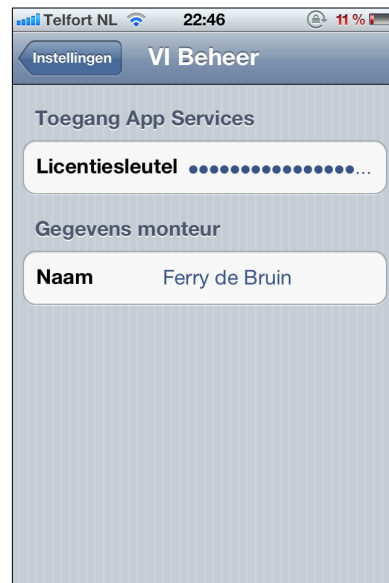 Telfort NL 22:46 11 %
Instellingen VI Beheer
Toegang App Services
Licentiesleutel ●●●●●●●●●●●●●●●●...
Gegevens monteur
Naam Ferry de Bruin